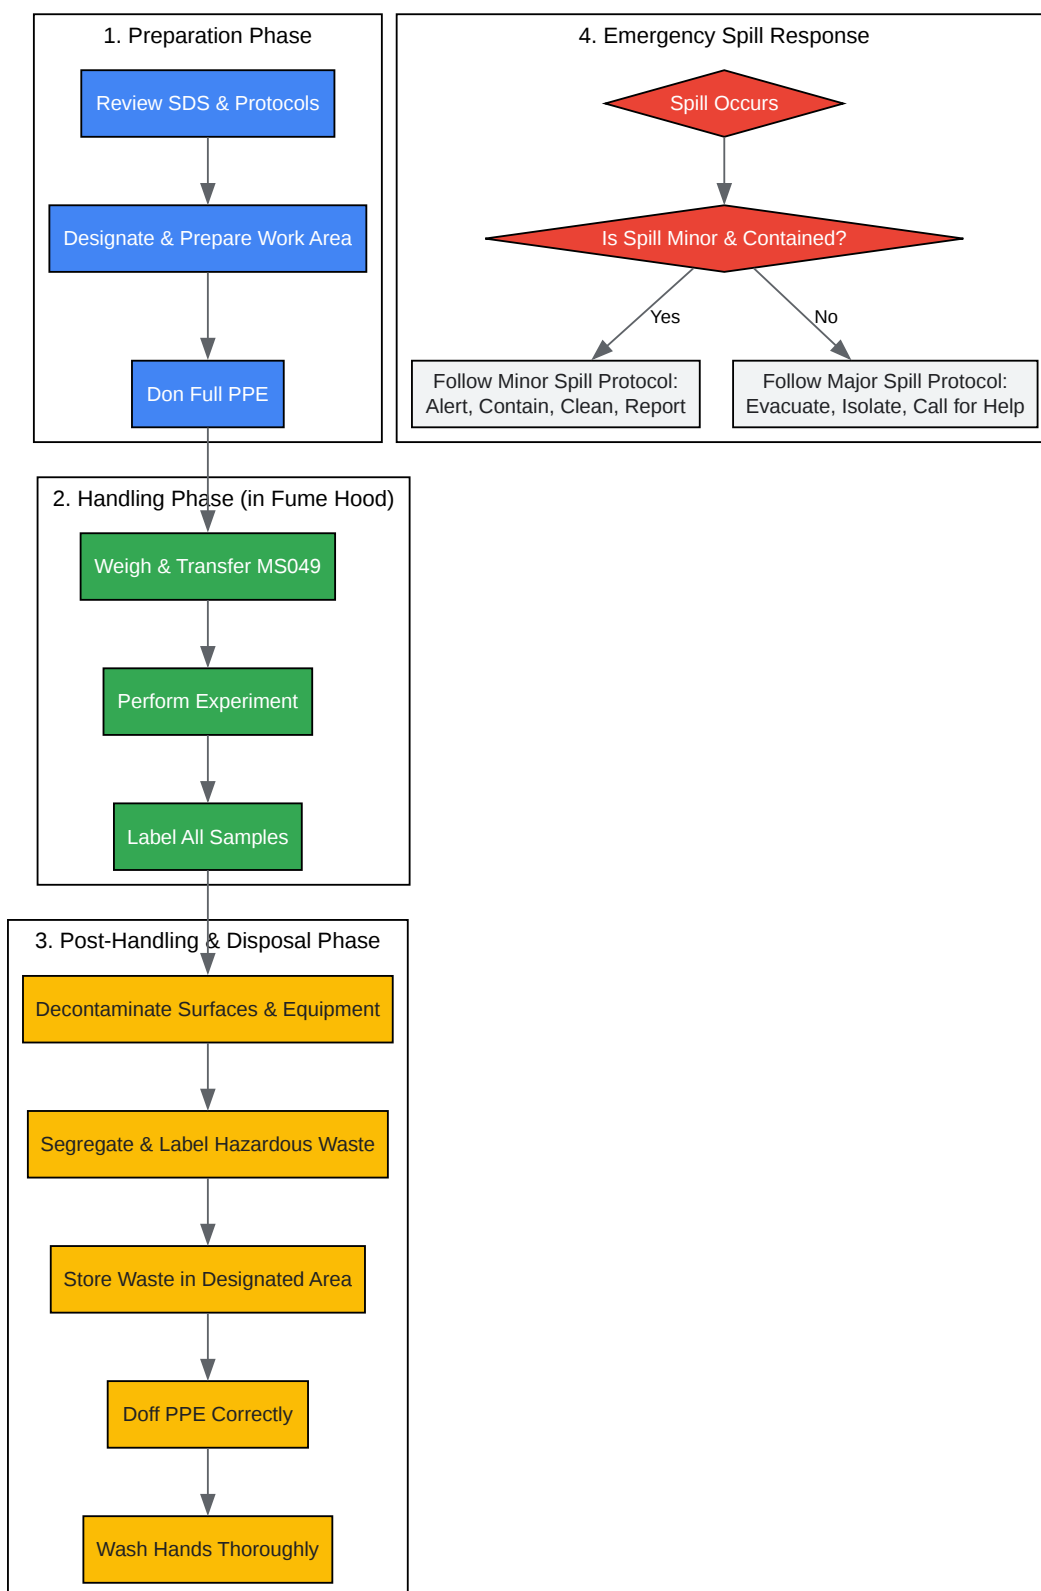 1. Preparation Phase
Review SDS & Protocols
Designate & Prepare Work Area
Don Full PPE
4. Emergency Spill Response
Spill Occurs
Is Spill Minor & Contained?
Yes
No
Follow Minor Spill Protocol:
Alert, Contain, Clean, Report
Follow Major Spill Protocol:
Evacuate, Isolate, Call for Help
2. Handling Phase (in Fume Hood)
Weigh & Transfer MS049
Perform Experiment
Label All Samples
3. Post-Handling & Disposal Phase
Decontaminate Surfaces & Equipment
Segregate & Label Hazardous Waste
Store Waste in Designated Area
Doff PPE Correctly
Wash Hands Thoroughly